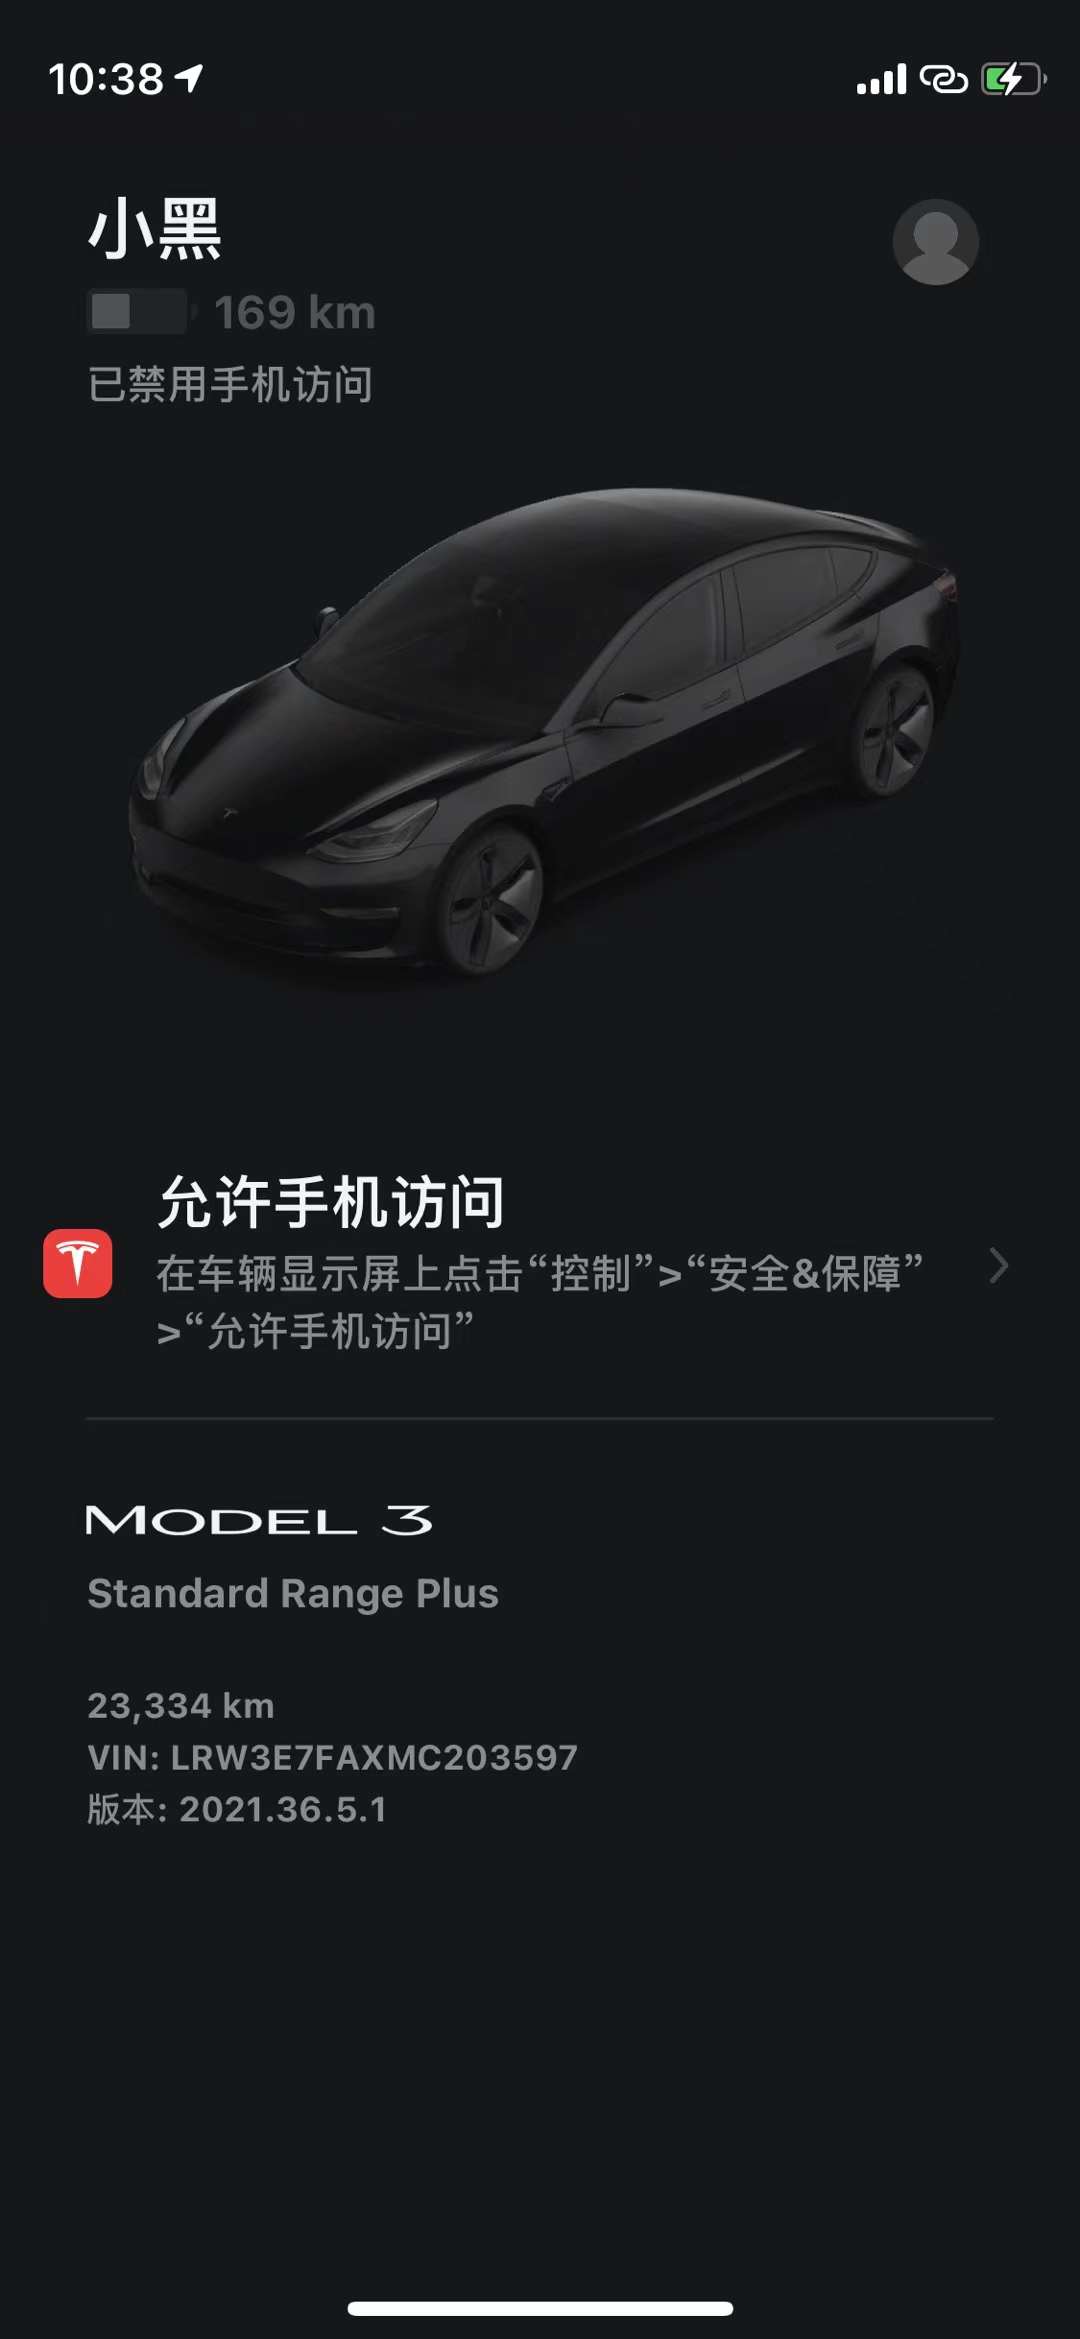 10:38
小黑
169 km
已禁用手机访问
允许手机访问
在车辆显示屏上点击“控制”>“安全&保障”
>“允许手机访问”
MODEL 3
Standard Range Plus
23,334 km
VIN: LRW3E7FAXMC203597
版本: 2021.36.5.1